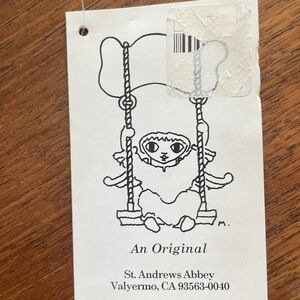 M.
An Original
St. Andrews Abbey
Valyermo, CA 93563-0040